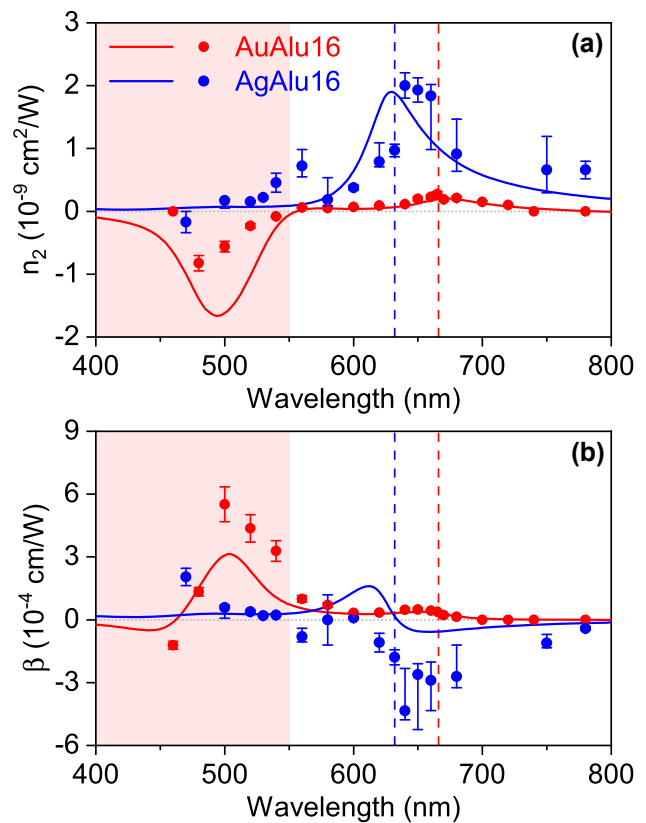 3
2
1
0
-1
-2
n₂ (10⁻⁹ cm²/W)
AuAlu16
AgAlu16
(a)
400 500 600 700 800
Wavelength (nm)
9
6
3
0
-3
-6
β (10⁻⁴ cm/W)
(b)
400 500 600 700 800
Wavelength (nm)